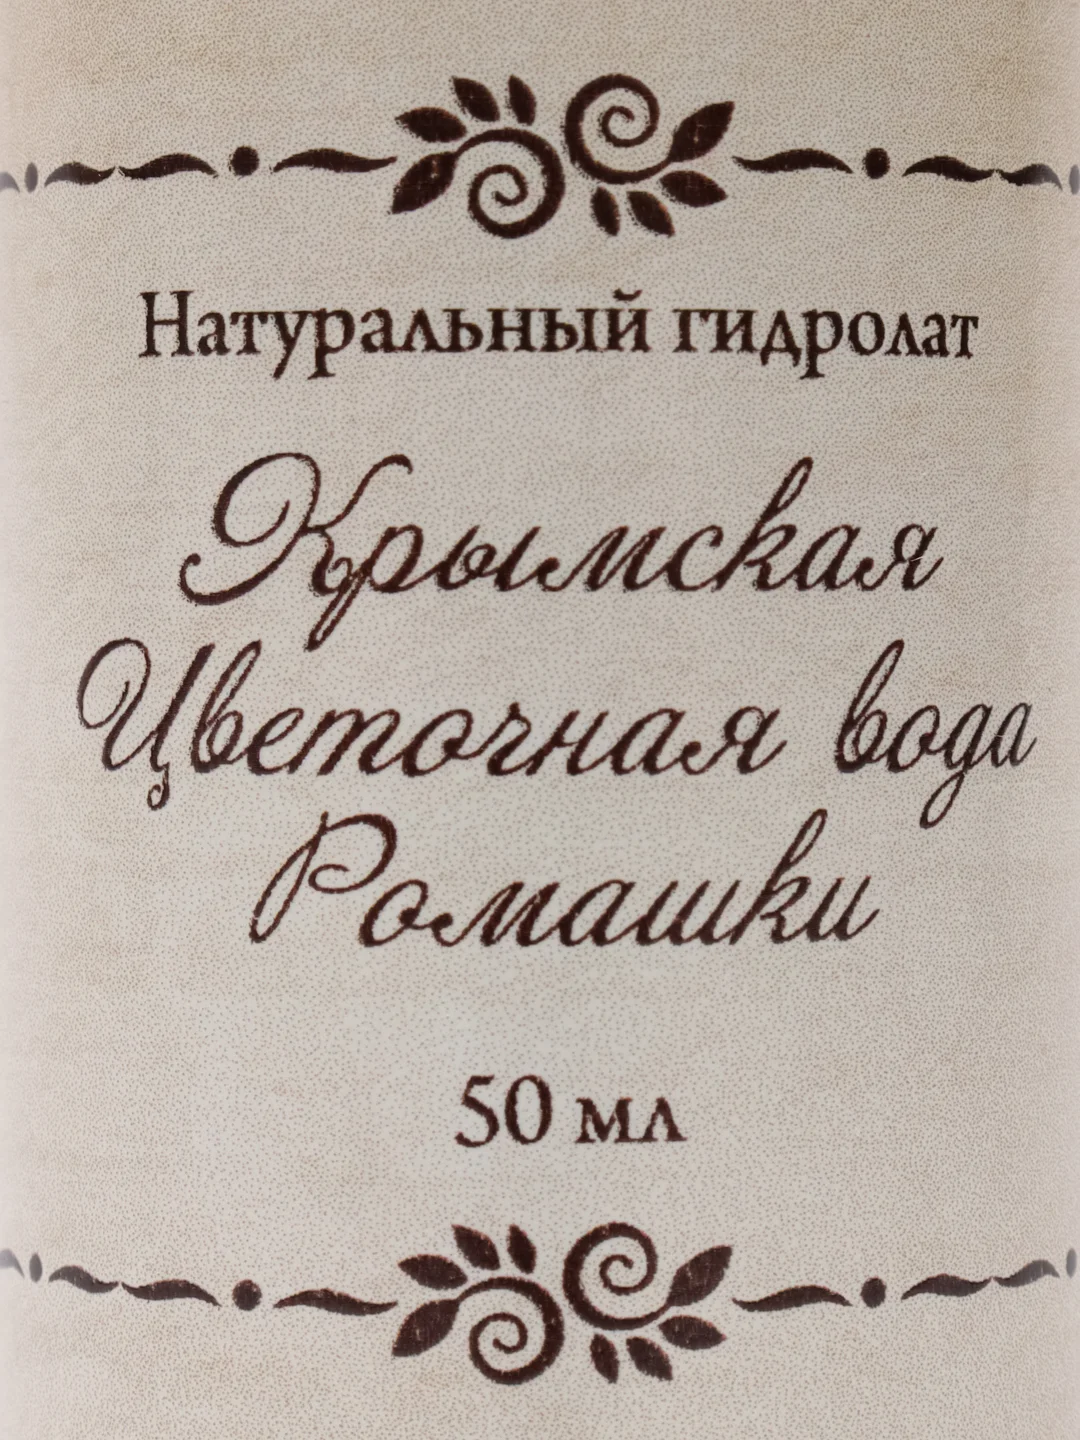 Натуральный гидролат
Крымская
Цветочная вода
Ромашки
50 мл